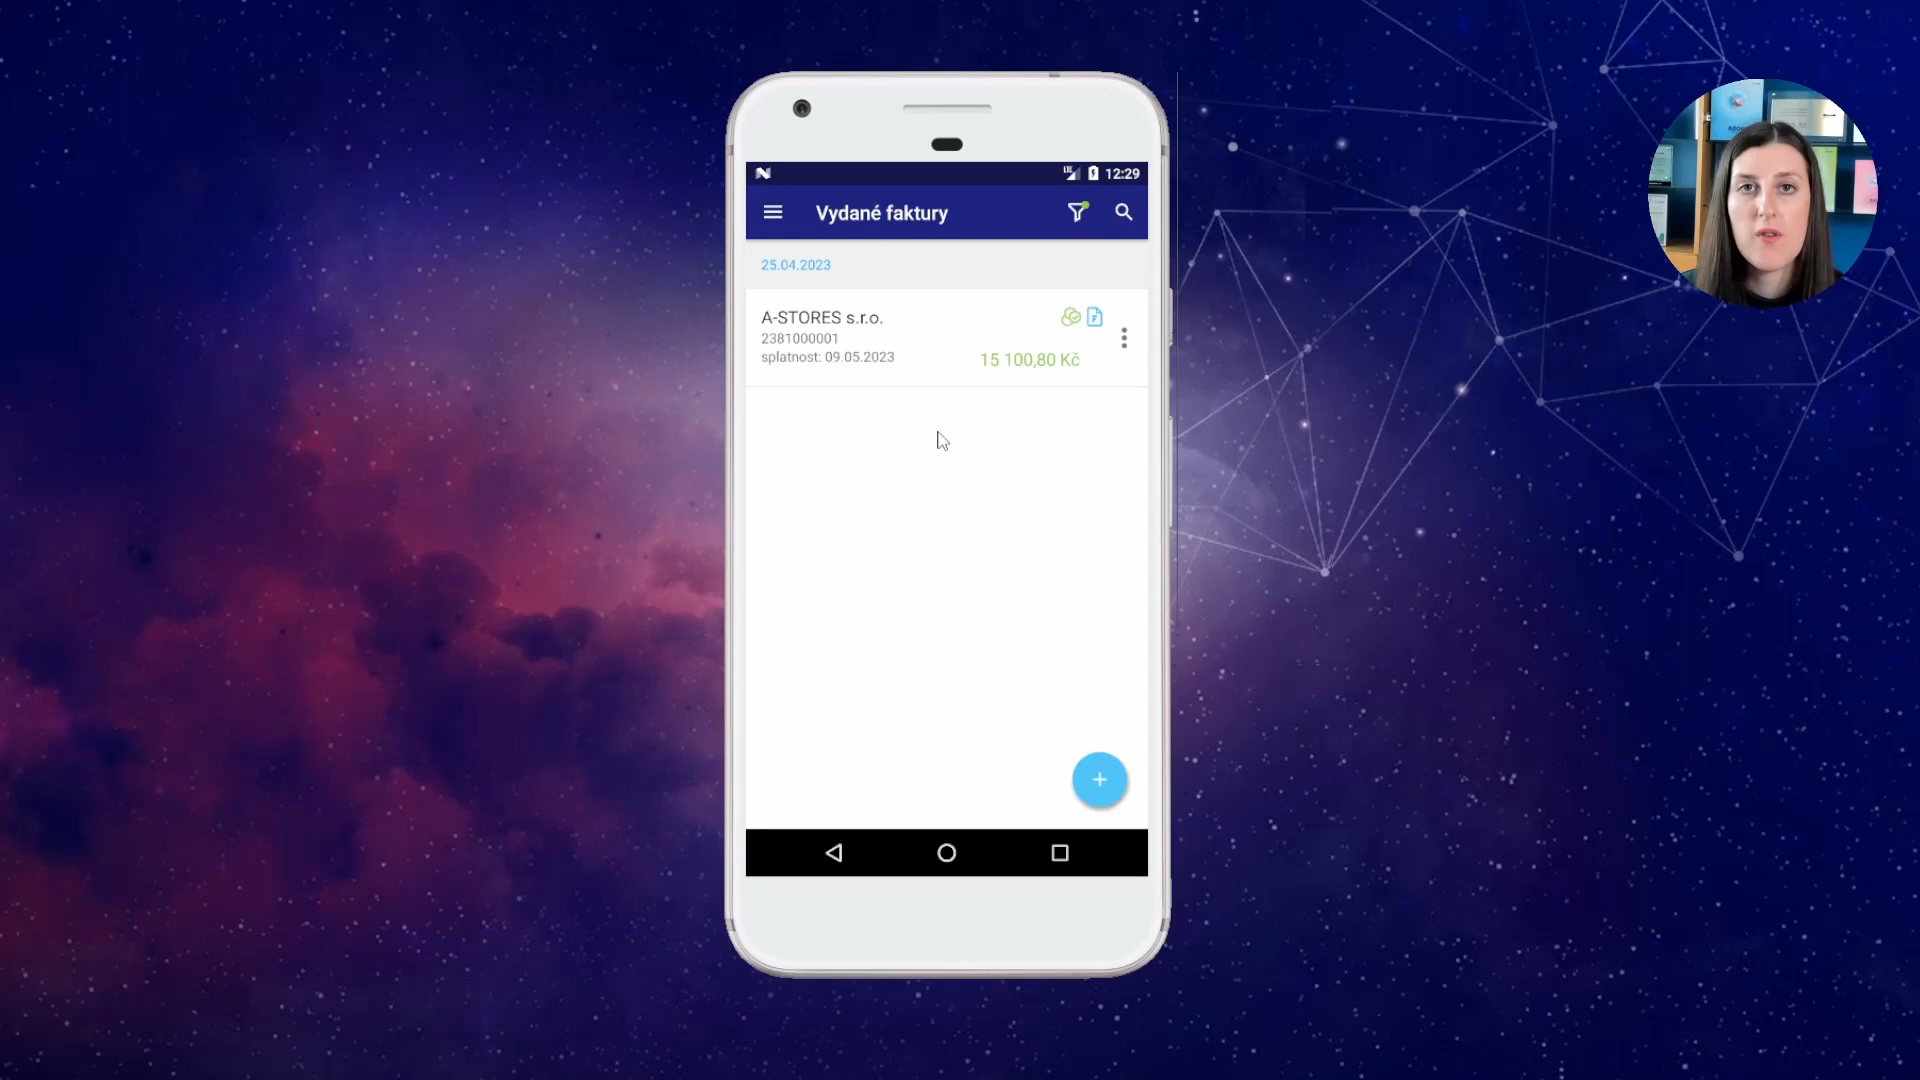 12:29
Vydané faktury
25.04.2023
A-STORES s.r.o.
2381000001
splatnost: 09.05.2023
15 100,80 Kč